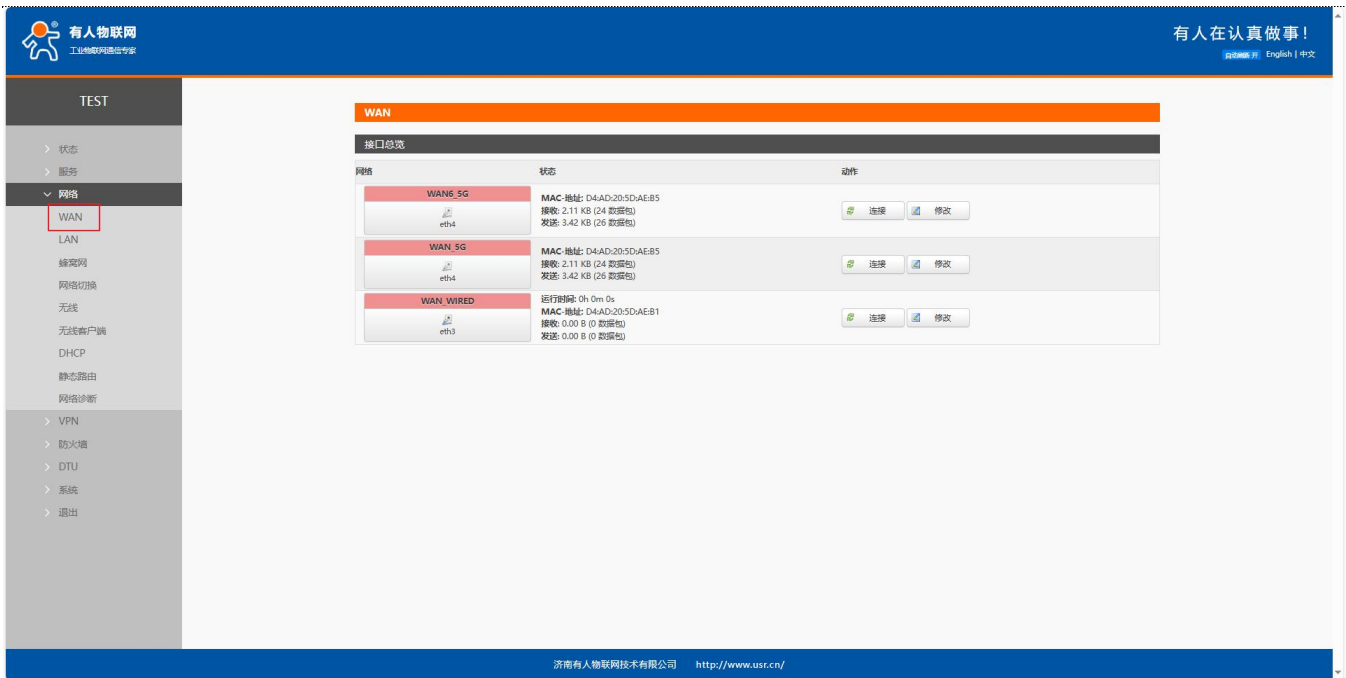 有人物联网
工业物联网通信专家
有人在认真做事！
自动刷新 开 English | 中文
TEST
状态
服务
网络
WAN
LAN
蜂窝网
网络切换
无线
无线客户端
DHCP
静态路由
网络诊断
VPN
防火墙
DTU
系统
退出
WAN
接口总览
网络 状态 动作
WAN6_5G
eth4
MAC-地址: D4:AD:20:5D:AE:B5
接收: 2.11 KB (24 数据包)
发送: 3.42 KB (26 数据包)
连接 修改
WAN_5G
eth4
MAC-地址: D4:AD:20:5D:AE:B5
接收: 2.11 KB (24 数据包)
发送: 3.42 KB (26 数据包)
连接 修改
WAN_WIRED
eth3
运行时间: 0h 0m 0s
MAC-地址: D4:AD:20:5D:AE:B1
接收: 0.00 B (0 数据包)
发送: 0.00 B (0 数据包)
连接 修改
济南有人物联网技术有限公司 http://www.usr.cn/